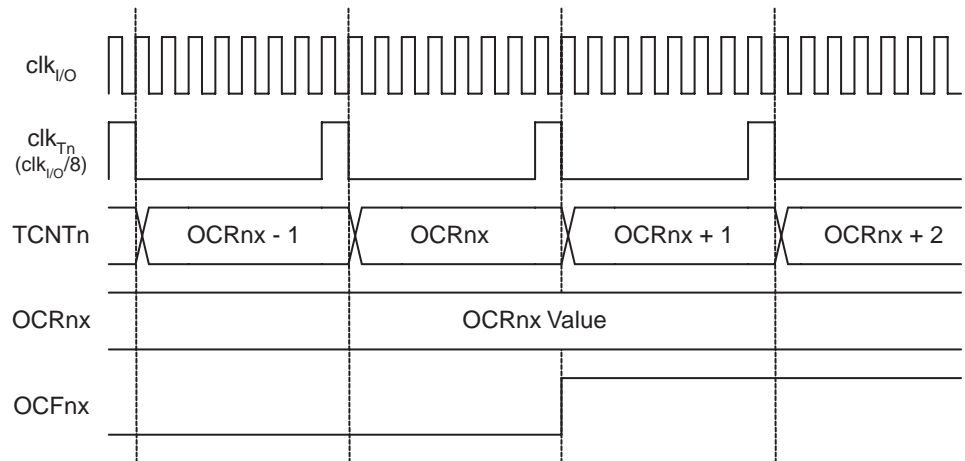 clkI/O
clkTn
(clkI/O/8)
TCNTn OCRnx - 1 OCRnx OCRnx + 1 OCRnx + 2
OCRnx OCRnx Value
OCFnx